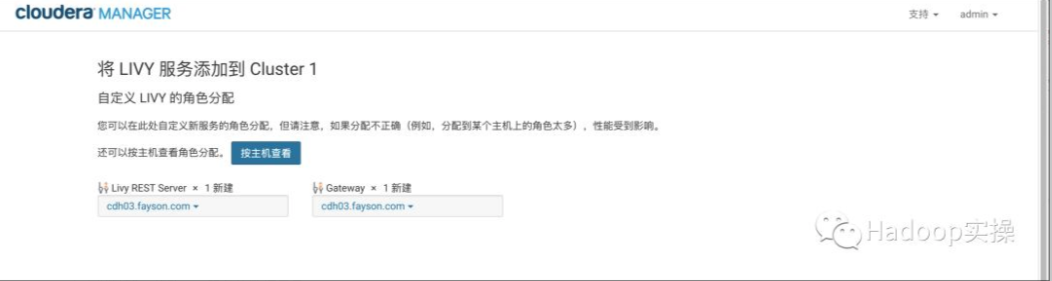 cloudera MANAGER 支持 admin
将 LIVY 服务添加到 Cluster 1
自定义 LIVY 的角色分配
您可以在此处自定义新服务的角色分配，但请注意，如果分配不正确（例如，分配到某个主机上的角色太多），性能受到影响。
还可以按主机查看角色分配。 按主机查看
Livy REST Server × 1 新建 Gateway × 1 新建
cdh03.fayson.com cdh03.fayson.com
Hadoop实操